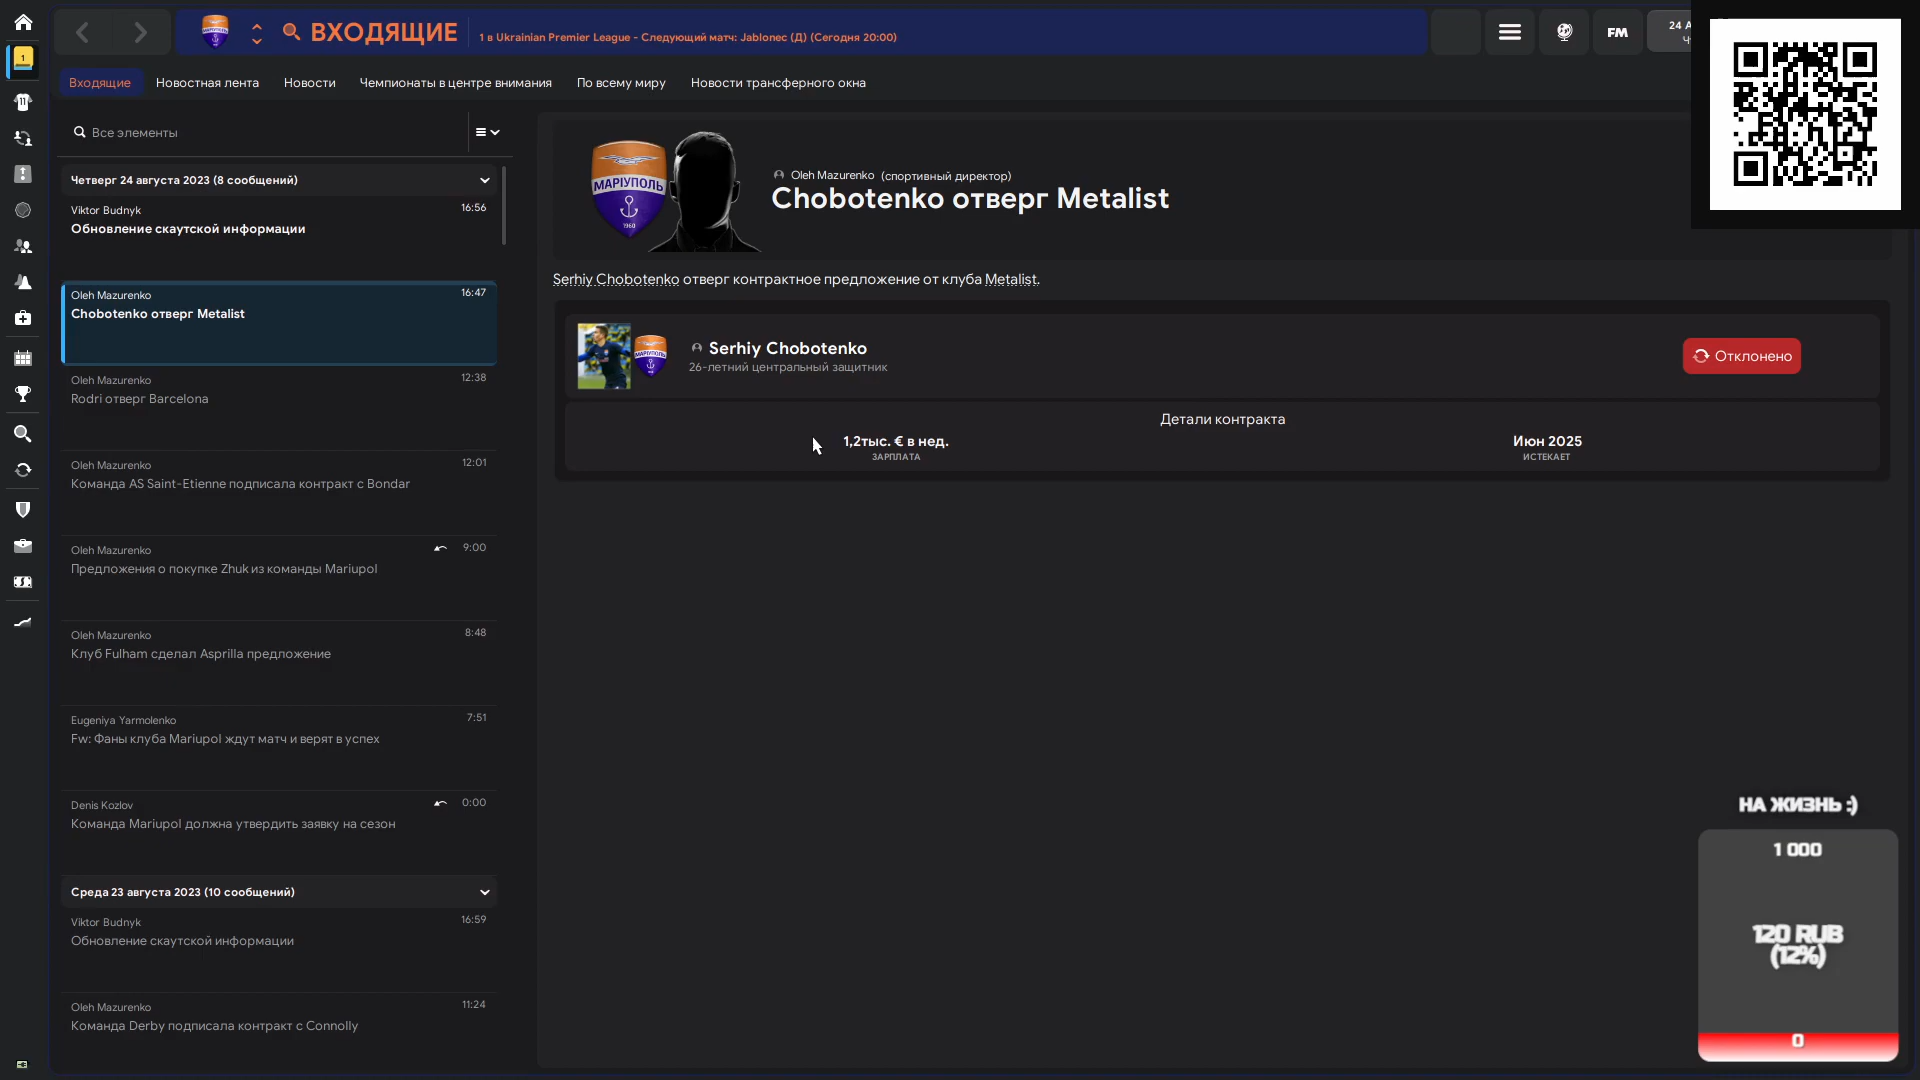 ВХОДЯЩИЕ
1 в Ukrainian Premier League - Следующий матч: Jablonec (Д) (Сегодня 20:00)
FM
Входящие
Новостная лента
Новости
Чемпионаты в центре внимания
По всему миру
Новости трансферного окна
Все элементы
Четверг 24 августа 2023 (8 сообщений)
Viktor Budnyk
16:56
Обновление скаутской информации
Oleh Mazurenko
16:47
Chobotenko отверг Metalist
Oleh Mazurenko
12:38
Rodri отверг Barcelona
Oleh Mazurenko
12:01
Команда AS Saint-Etienne подписала контракт с Bondar
Oleh Mazurenko
9:00
Предложения о покупке Zhuk из команды Mariupol
Oleh Mazurenko
8:48
Клуб Fulham сделал Asprilla предложение
Eugeniya Yarmolenko
7:51
Fw: Фаны клуба Mariupol ждут матч и верят в успех
Denis Kozlov
0:00
Команда Mariupol должна утвердить заявку на сезон
Среда 23 августа 2023 (10 сообщений)
Viktor Budnyk
16:59
Обновление скаутской информации
Oleh Mazurenko
11:24
Команда Derby подписала контракт с Connolly
МАРІУПОЛЬ
1960
Oleh Mazurenko (спортивный директор)
Chobotenko отверг Metalist
Serhiy Chobotenko отверг контрактное предложение от клуба Metalist.
МАРІУПОЛЬ
Serhiy Chobotenko
26-летний центральный защитник
Отклонено
Детали контракта
1,2тыс. € в нед.
ЗАРПЛАТА
Июн 2025
ИСТЕКАЕТ
НА ЖИЗНЬ :)
1 000
120 RUB
(12%)
0